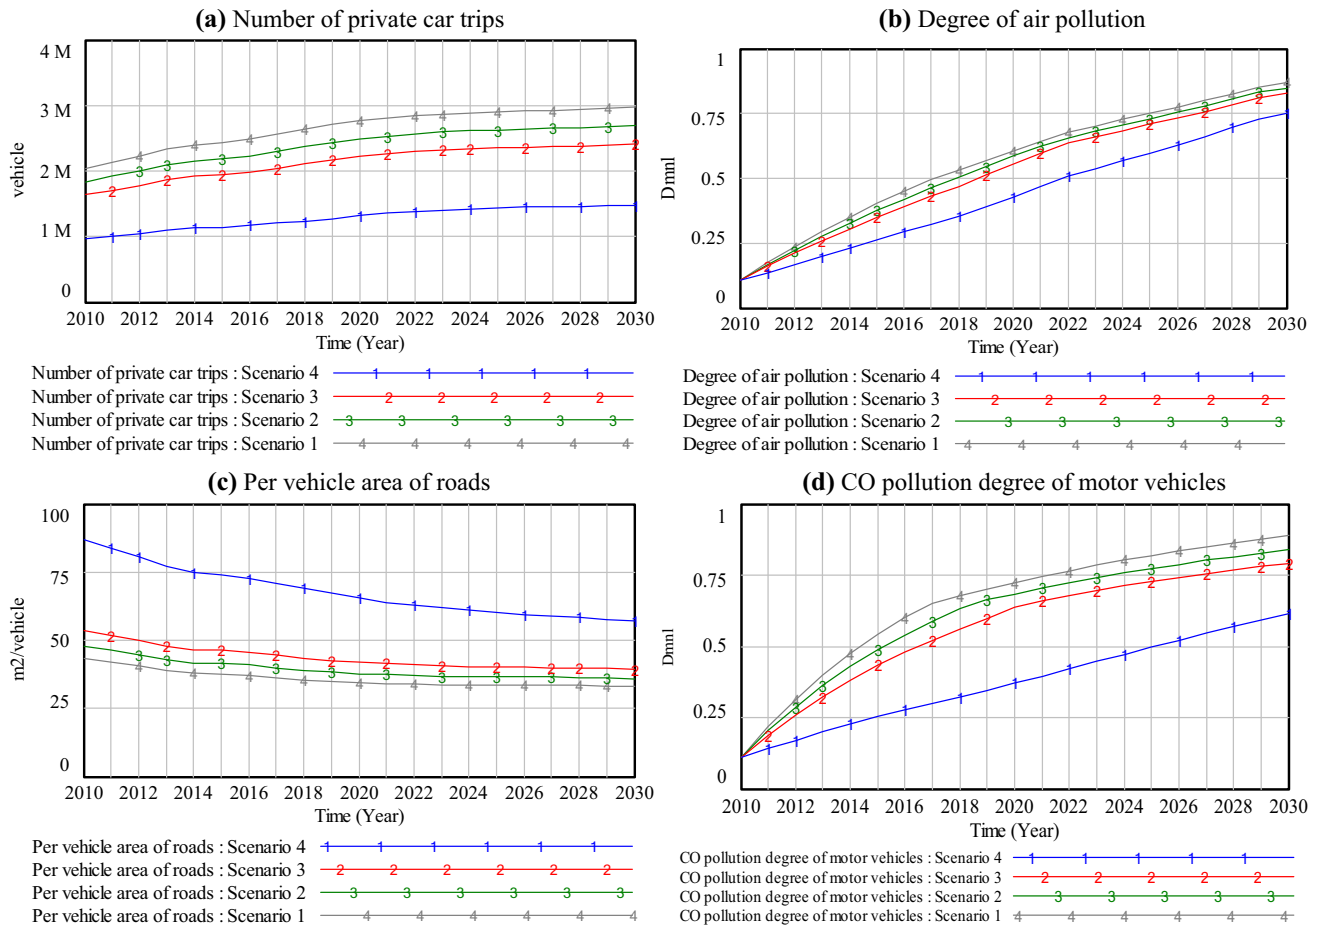 (a) Number of private car trips
4 M
3 M
2 M
1 M
0
vehicle
2010 2012 2014 2016 2018 2020 2022 2024 2026 2028 2030
Time (Year)
Number of private car trips : Scenario 4
Number of private car trips : Scenario 3
Number of private car trips : Scenario 2
Number of private car trips : Scenario 1
(b) Degree of air pollution
1
0.75
0.5
0.25
0
Dmnl
2010 2012 2014 2016 2018 2020 2022 2024 2026 2028 2030
Time (Year)
Degree of air pollution : Scenario 4
Degree of air pollution : Scenario 3
Degree of air pollution : Scenario 2
Degree of air pollution : Scenario 1
(c) Per vehicle area of roads
100
75
50
25
0
m2/vehicle
2010 2012 2014 2016 2018 2020 2022 2024 2026 2028 2030
Time (Year)
Per vehicle area of roads : Scenario 4
Per vehicle area of roads : Scenario 3
Per vehicle area of roads : Scenario 2
Per vehicle area of roads : Scenario 1
(d) CO pollution degree of motor vehicles
1
0.75
0.5
0.25
0
Dmnl
2010 2012 2014 2016 2018 2020 2022 2024 2026 2028 2030
Time (Year)
CO pollution degree of motor vehicles : Scenario 4
CO pollution degree of motor vehicles : Scenario 3
CO pollution degree of motor vehicles : Scenario 2
CO pollution degree of motor vehicles : Scenario 1